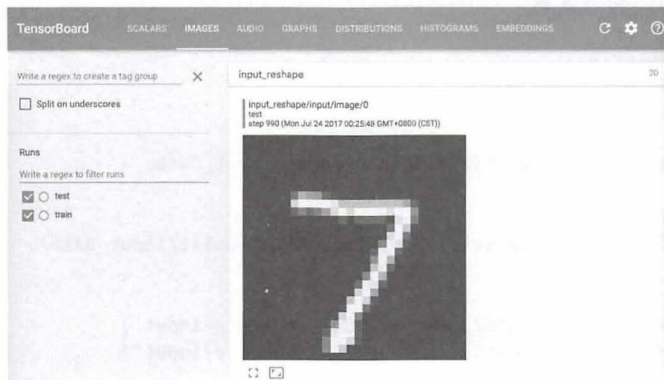 TensorBoard SCALARS IMAGES AUDIO GRAPHS DISTRIBUTIONS HISTOGRAMS EMBEDDINGS
Write a regex to create a tag group
Split on underscores
Runs
Write a regex to filter runs
test
train
input_reshape 20
input_reshape/input/image/0
test
step 990 (Mon Jul 24 2017 00:25:48 GMT+0800 (CST))
7